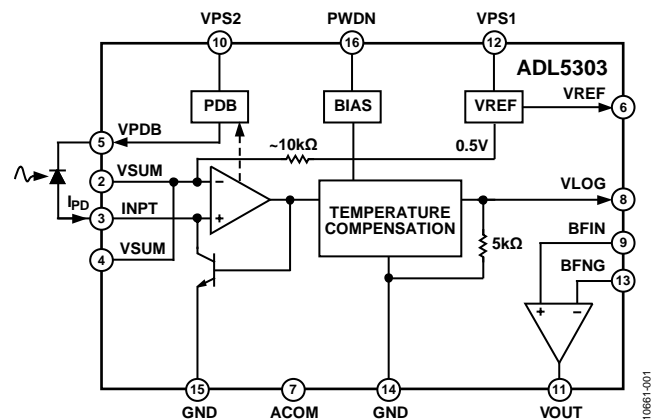 VPS2 PWDN VPS1
10 16 12
ADL5303
PDB BIAS VREF VREF 6
5 VPDB
~10kΩ 0.5V
2 VSUM
−
IPD
3 INPT
+
TEMPERATURE
COMPENSATION
VLOG 8
4 VSUM
5kΩ
BFIN 9
BFNG 13
+ −
15 7 14 11
GND ACOM GND VOUT
10661-001